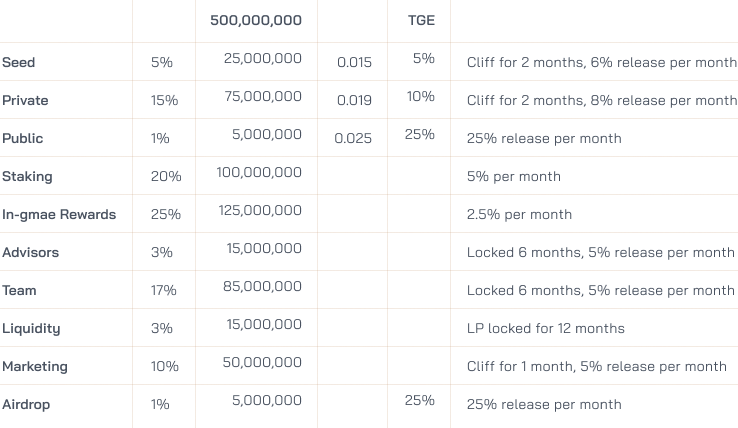 500,000,000 TGE
Seed 5% 25,000,000 0.015 5% Cliff for 2 months, 6% release per month
Private 15% 75,000,000 0.019 10% Cliff for 2 months, 8% release per month
Public 1% 5,000,000 0.025 25% 25% release per month
Staking 20% 100,000,000 5% per month
In-gmae Rewards 25% 125,000,000 2.5% per month
Advisors 3% 15,000,000 Locked 6 months, 5% release per month
Team 17% 85,000,000 Locked 6 months, 5% release per month
Liquidity 3% 15,000,000 LP locked for 12 months
Marketing 10% 50,000,000 Cliff for 1 month, 5% release per month
Airdrop 1% 5,000,000 25% 25% release per month